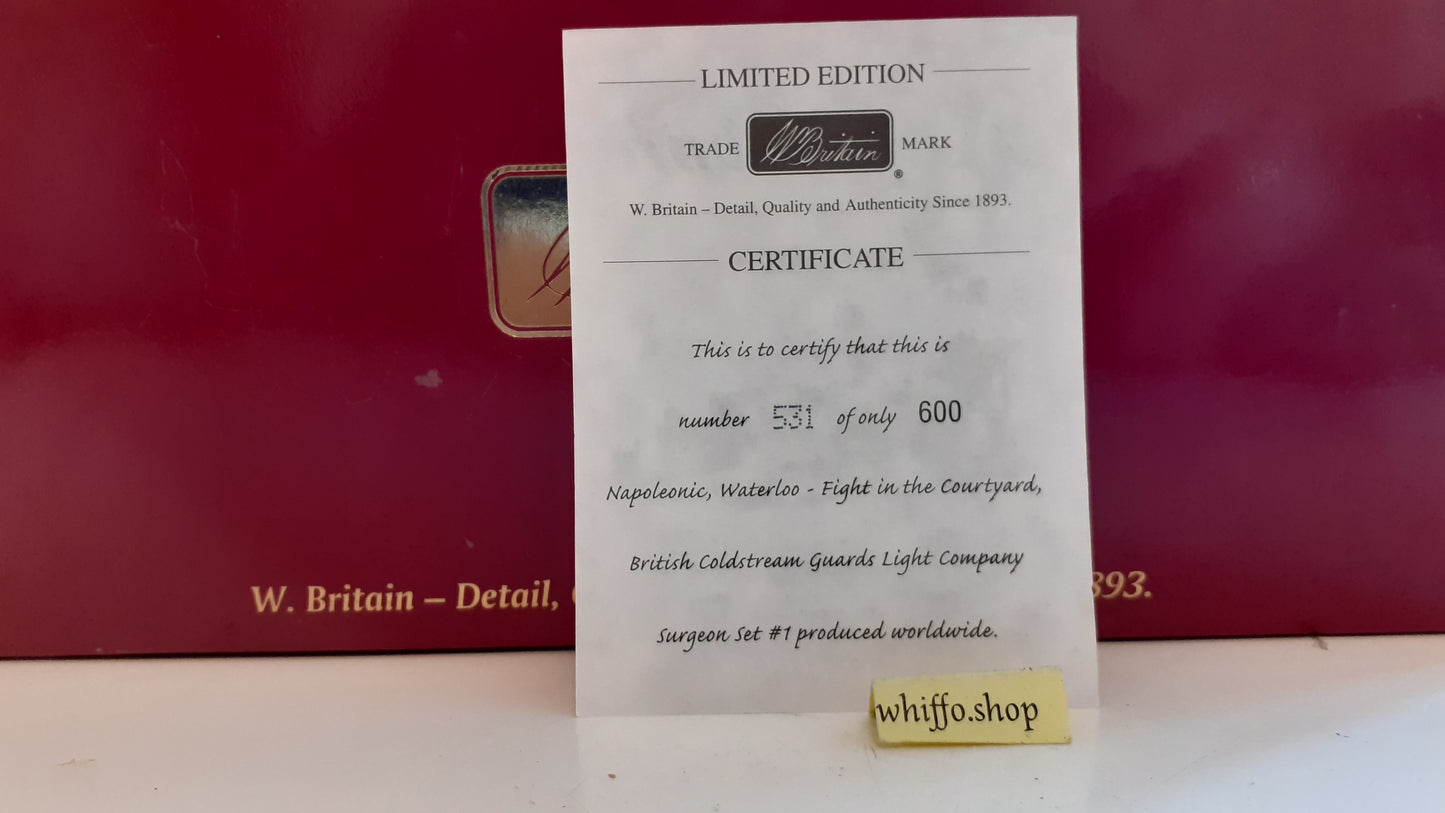 LIMITED EDITION
TRADE WBritain MARK
®
W. Britain – Detail, Quality and Authenticity Since 1893.
CERTIFICATE
This is to certify that this is
number 531 of only 600
Napoleonic, Waterloo - Fight in the Courtyard,
British Coldstream Guards Light Company
Surgeon Set #1 produced worldwide.
whiffo.shop
W. Britain – Detail, 893.